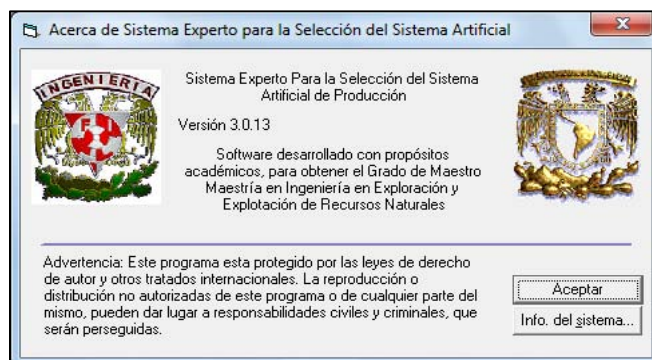 Acerca de Sistema Experto para la Selección del Sistema Artificial
INGENIERIA
Sistema Experto Para la Selección del Sistema
Artificial de Producción
Versión 3.0.13
Software desarrollado con propósitos
académicos, para obtener el Grado de Maestro
Maestría en Ingeniería en Exploración y
Explotación de Recursos Naturales
Advertencia: Este programa esta protegido por las leyes de derecho
de autor y otros tratados internacionales. La reproducción o
distribución no autorizadas de este programa o de cualquier parte del
mismo, pueden dar lugar a responsabilidades civiles y criminales, que
serán perseguidas.
Aceptar
Info. del sistema...